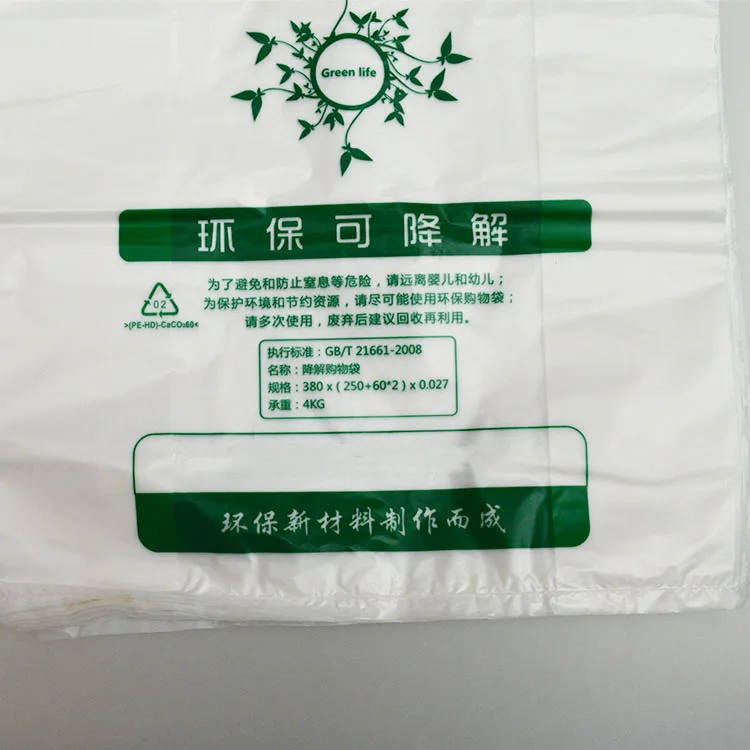 Green life
环保可降解
为了避免和防止窒息等危险，请远离婴儿和幼儿；
为保护环境和节约资源，请尽可能使用环保购物袋；
请多次使用，废弃后建议回收再利用。
02
>(PE-HD)-CaCO₃60<
执行标准：GB/T 21661-2008
名称：降解购物袋
规格：380 x ( 250+60*2 ) x 0.027
承重：4KG
环保新材料制作而成